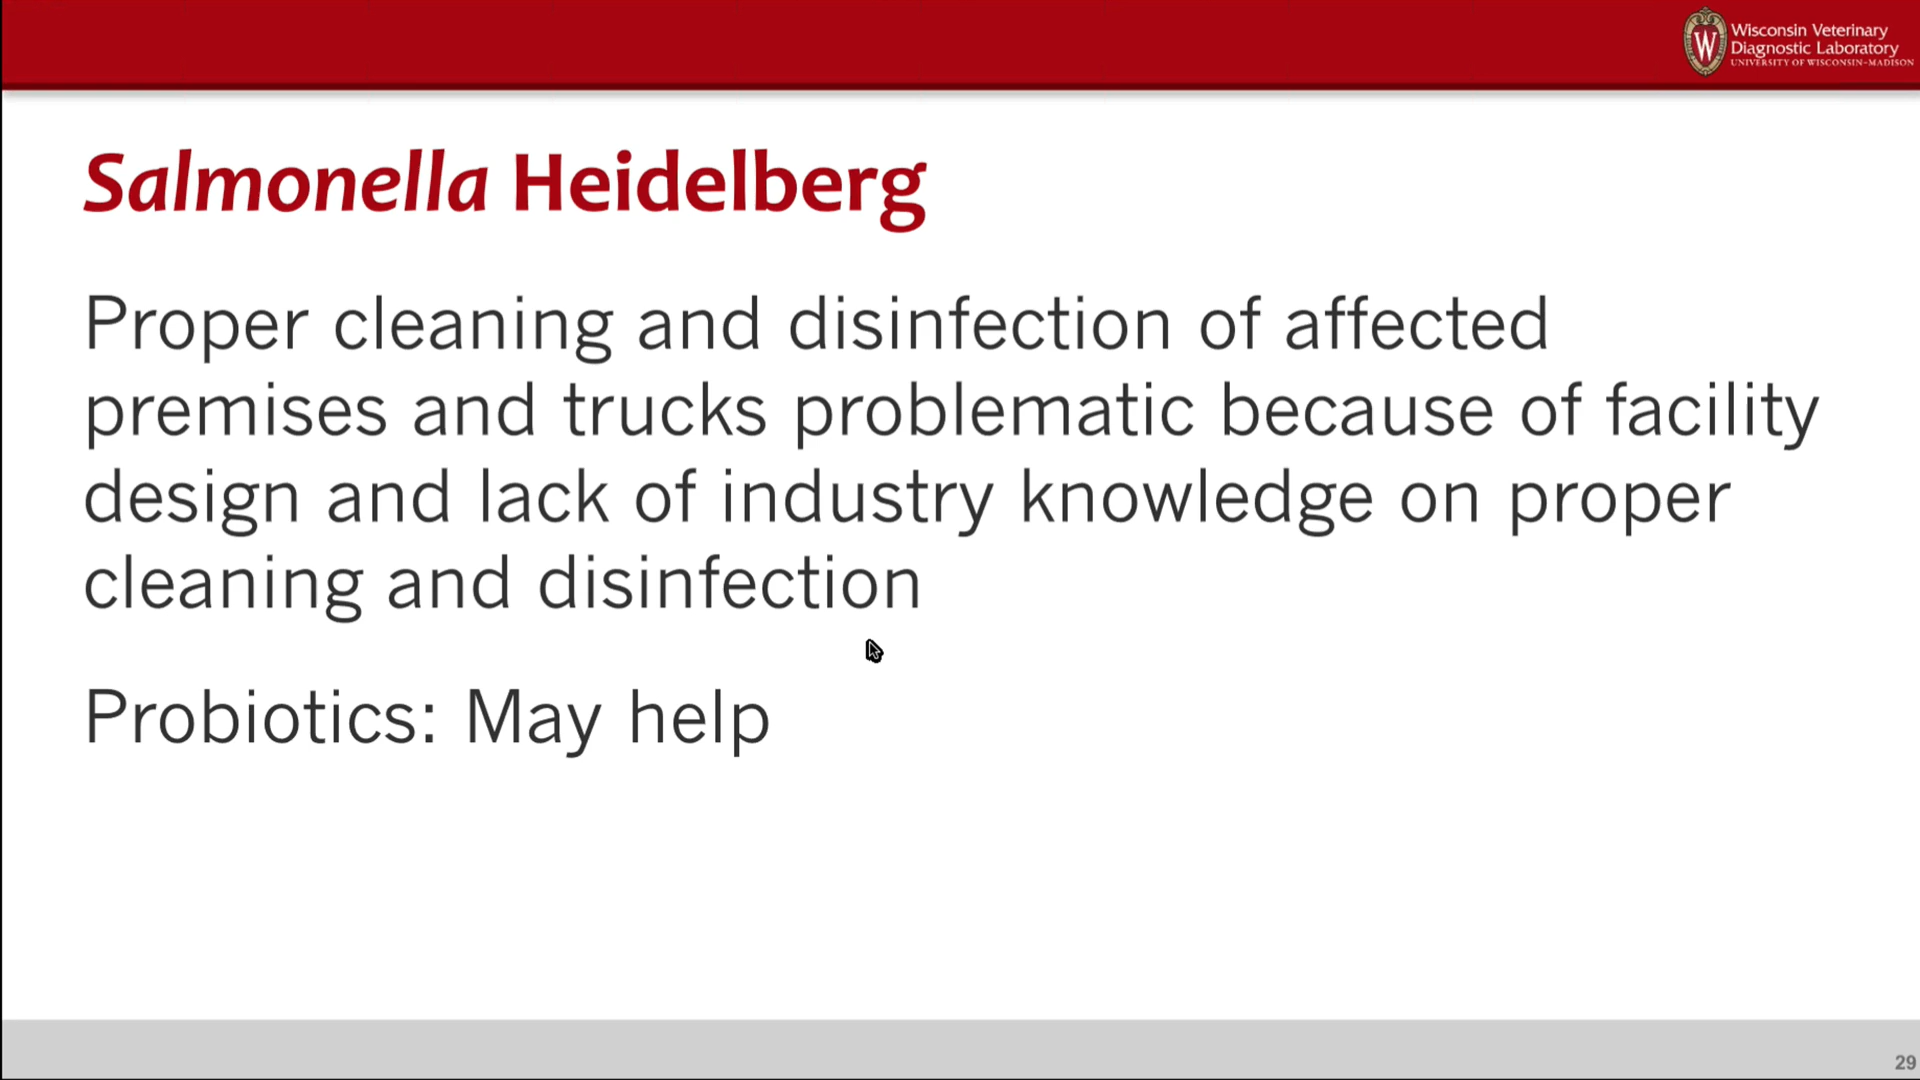 W
Wisconsin Veterinary
Diagnostic Laboratory
UNIVERSITY OF WISCONSIN-MADISON
Salmonella Heidelberg
Proper cleaning and disinfection of affected
premises and trucks problematic because of facility
design and lack of industry knowledge on proper
cleaning and disinfection
Probiotics: May help
29